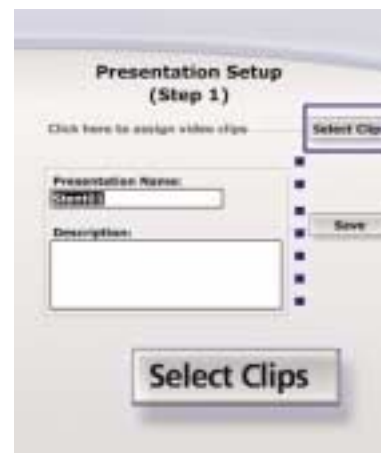 Presentation Setup
(Step 1)
Click here to assign video clips
Select Clip
Presentation Name:
Description:
Save
Select Clips